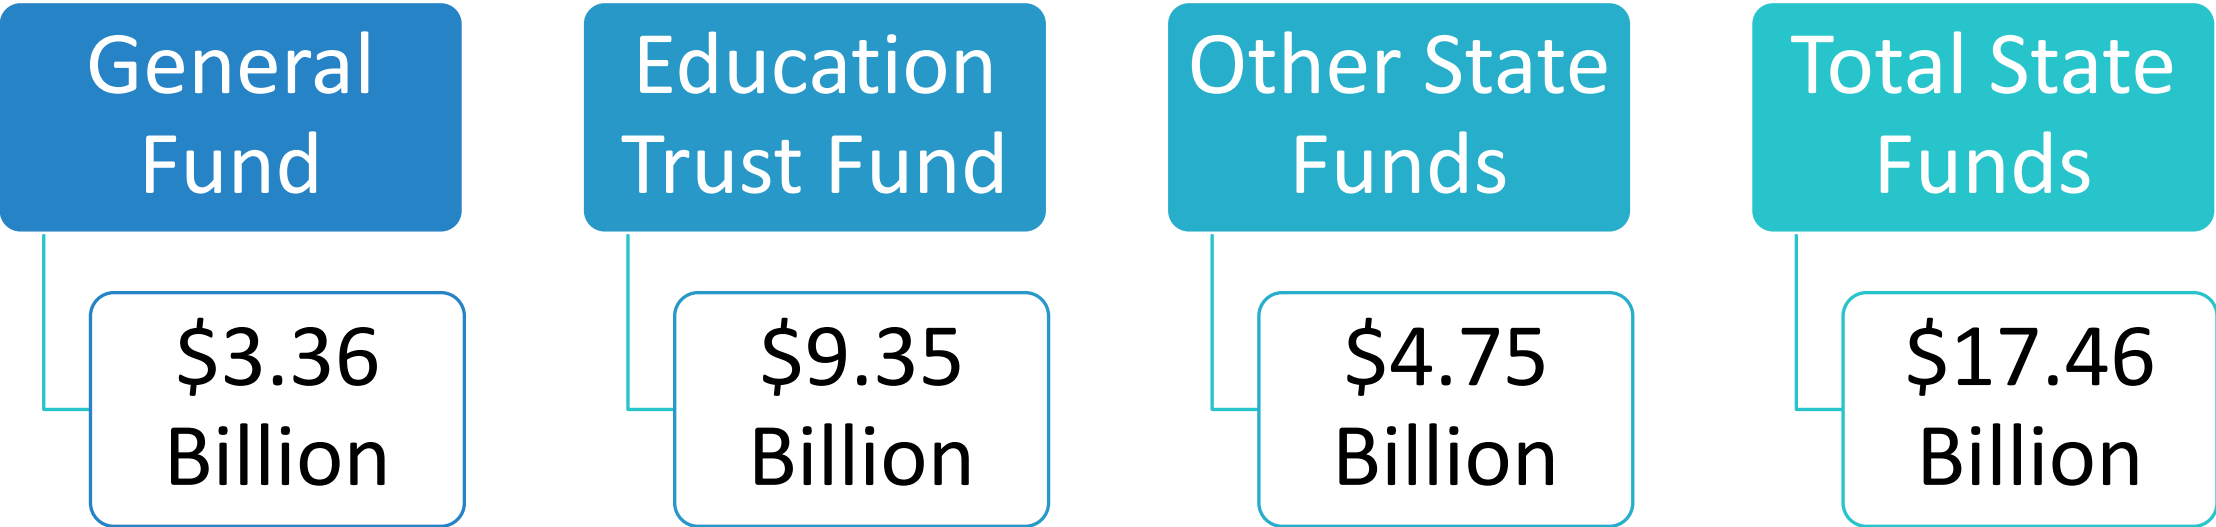 General
Fund
$3.36
Billion
Education
Trust Fund
$9.35
Billion
Other State
Funds
$4.75
Billion
Total State
Funds
$17.46
Billion